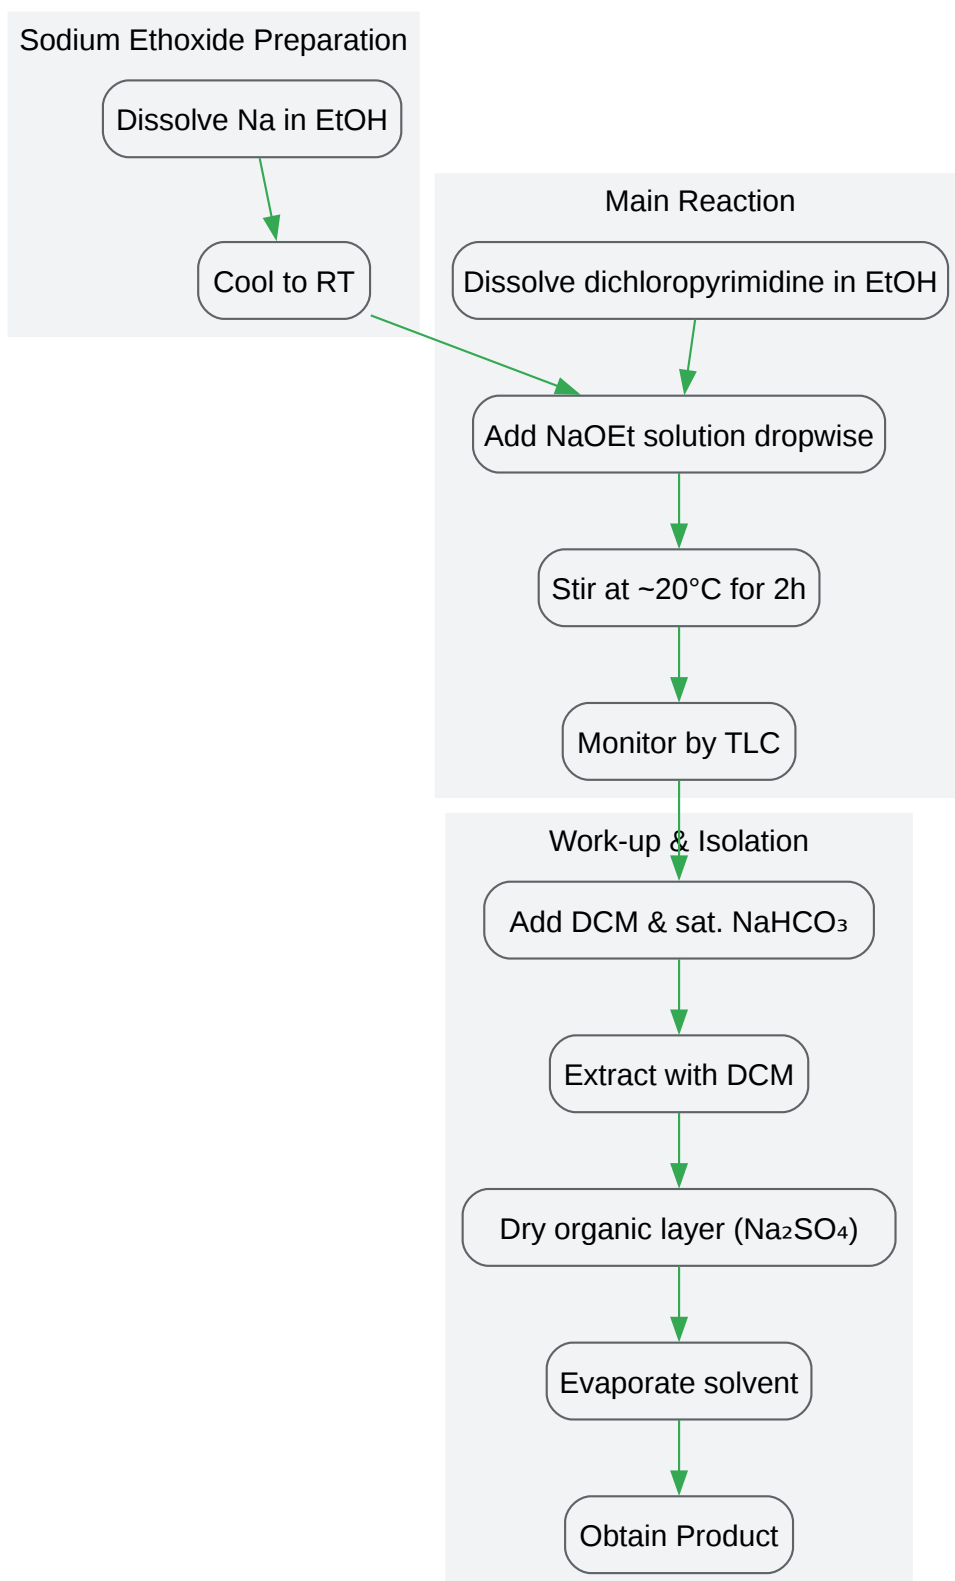 Sodium Ethoxide Preparation
Dissolve Na in EtOH
Cool to RT
Main Reaction
Dissolve dichloropyrimidine in EtOH
Add NaOEt solution dropwise
Stir at ~20°C for 2h
Monitor by TLC
Work-up & Isolation
Add DCM & sat. NaHCO₃
Extract with DCM
Dry organic layer (Na₂SO₄)
Evaporate solvent
Obtain Product